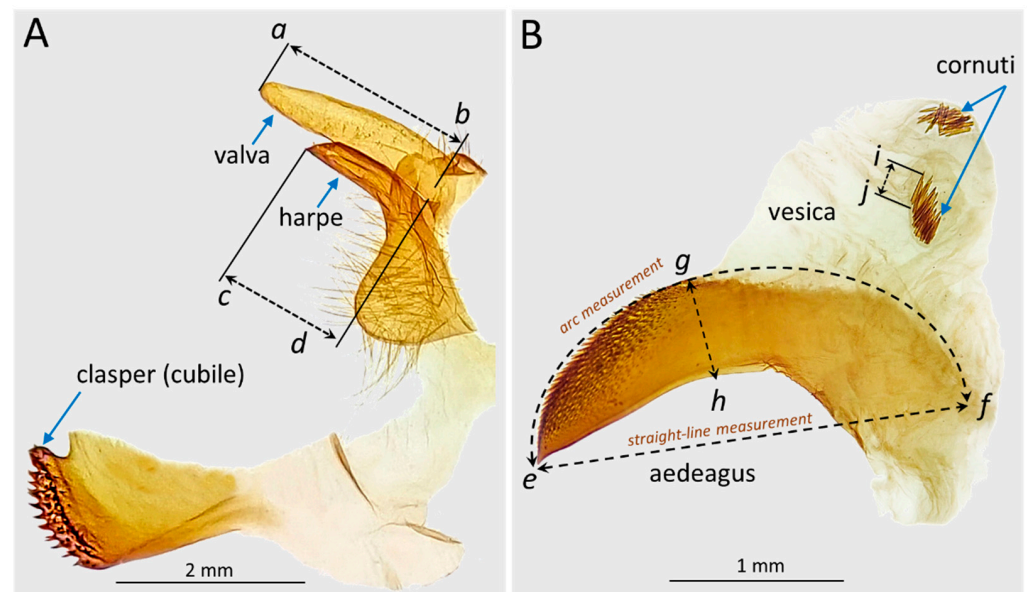 A
a
b
valva
harpe
c
d
clasper (cubile)
2 mm
B
cornuti
i
j
vesica
g
arc measurement
h
f
straight-line measurement
e
aedeagus
1 mm